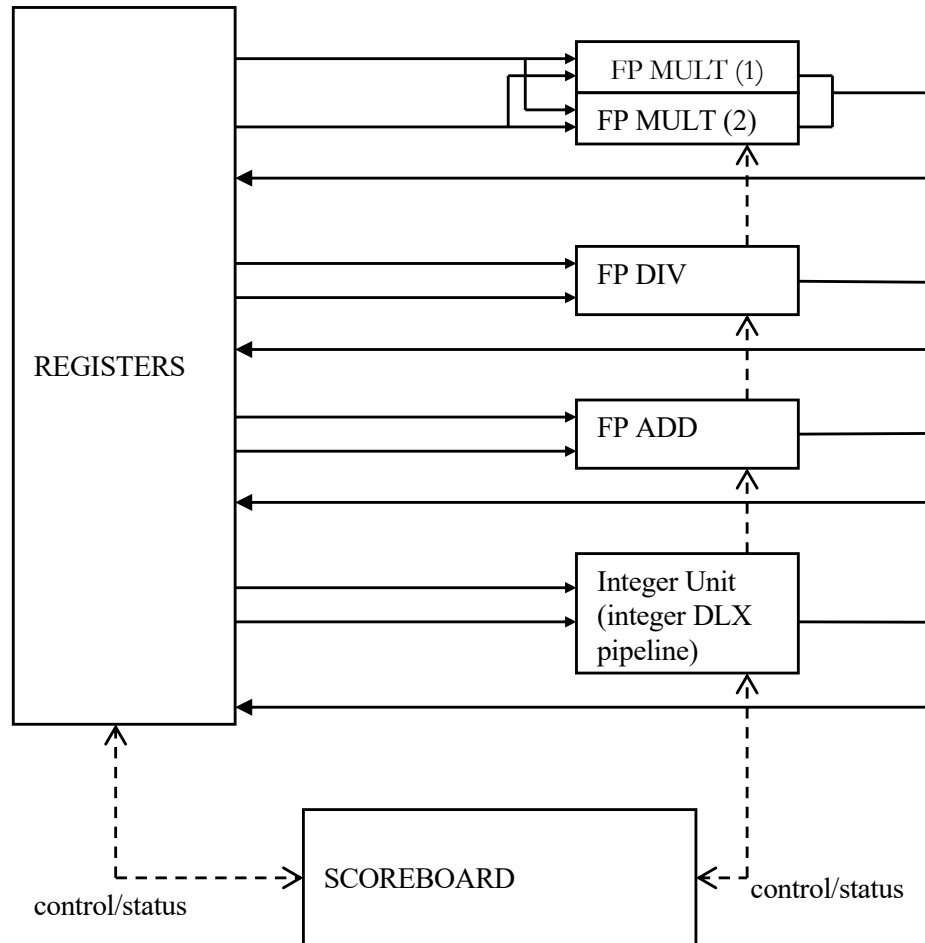 FP MULT (1)
FP MULT (2)
FP DIV
REGISTERS
FP ADD
Integer Unit
(integer DLX
pipeline)
SCOREBOARD
control/status
control/status